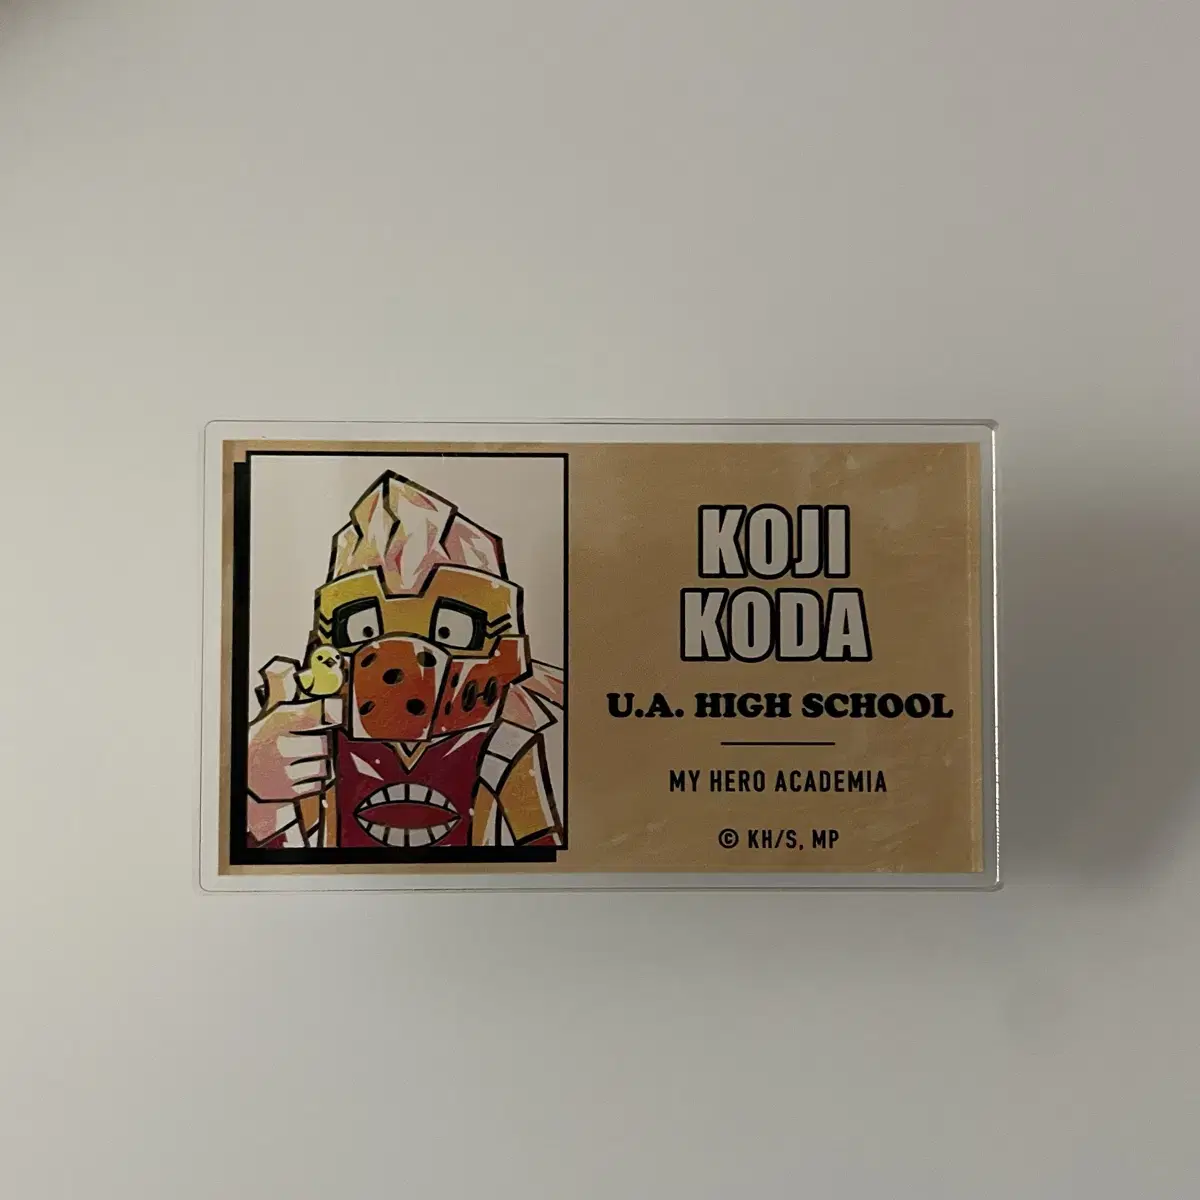 KOJI
KODA
U.A. HIGH SCHOOL
MY HERO ACADEMIA
© KH/S, MP